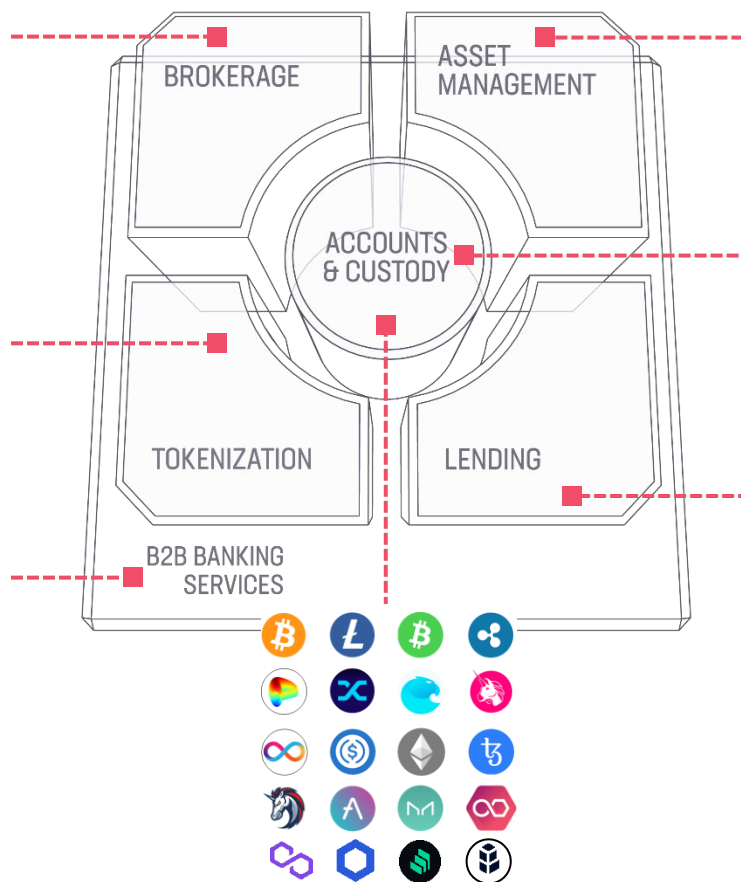 BROKERAGE
ASSET
MANAGEMENT
ACCOUNTS
& CUSTODY
TOKENIZATION
LENDING
B2B BANKING
SERVICES